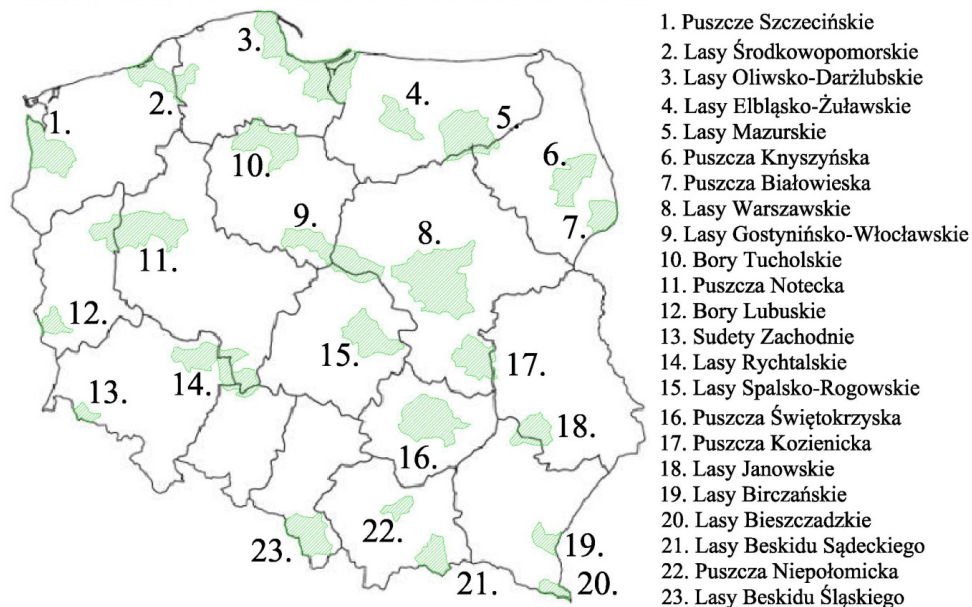 1. Puszcze Szczecińskie
2. Lasy Środkowopomorskie
3. Lasy Oliwsko-Darżlubskie
4. Lasy Elbląsko-Żuławskie
5. Lasy Mazurskie
6. Puszcza Knyszyńska
7. Puszcza Białowieska
8. Lasy Warszawskie
9. Lasy Gostynińsko-Włocławskie
10. Bory Tucholskie
11. Puszcza Notecka
12. Bory Lubuskie
13. Sudety Zachodnie
14. Lasy Rychtalskie
15. Lasy Spalsko-Rogowskie
16. Puszcza Świętokrzyska
17. Puszcza Kozienicka
18. Lasy Janowskie
19. Lasy Birczańskie
20. Lasy Bieszczadzkie
21. Lasy Beskidu Sądeckiego
22. Puszcza Niepołomicka
23. Lasy Beskidu Śląskiego
3.
2.
4.
1.
5.
10.
6.
7.
9.
8.
11.
12.
15.
17.
14.
13.
18.
16.
22.
23.
19.
21.
20.